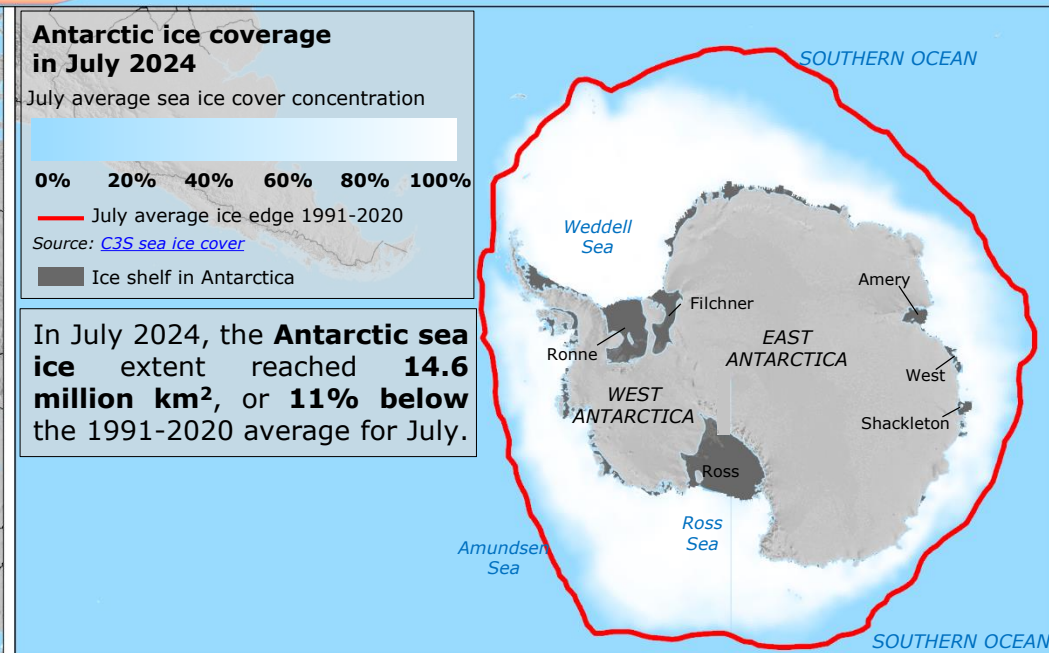 Antarctic ice coverage
in July 2024
July average sea ice cover concentration
0% 20% 40% 60% 80% 100%
July average ice edge 1991-2020
Source: C3S sea ice cover
Ice shelf in Antarctica
In July 2024, the Antarctic sea
ice extent reached 14.6
million km², or 11% below
the 1991-2020 average for July.
SOUTHERN OCEAN
Weddell
Sea
Amery
Filchner
Ronne
EAST
ANTARCTICA
West
WEST
ANTARCTICA
Shackleton
Ross
Ross
Sea
Amundsen
Sea
SOUTHERN OCEAN